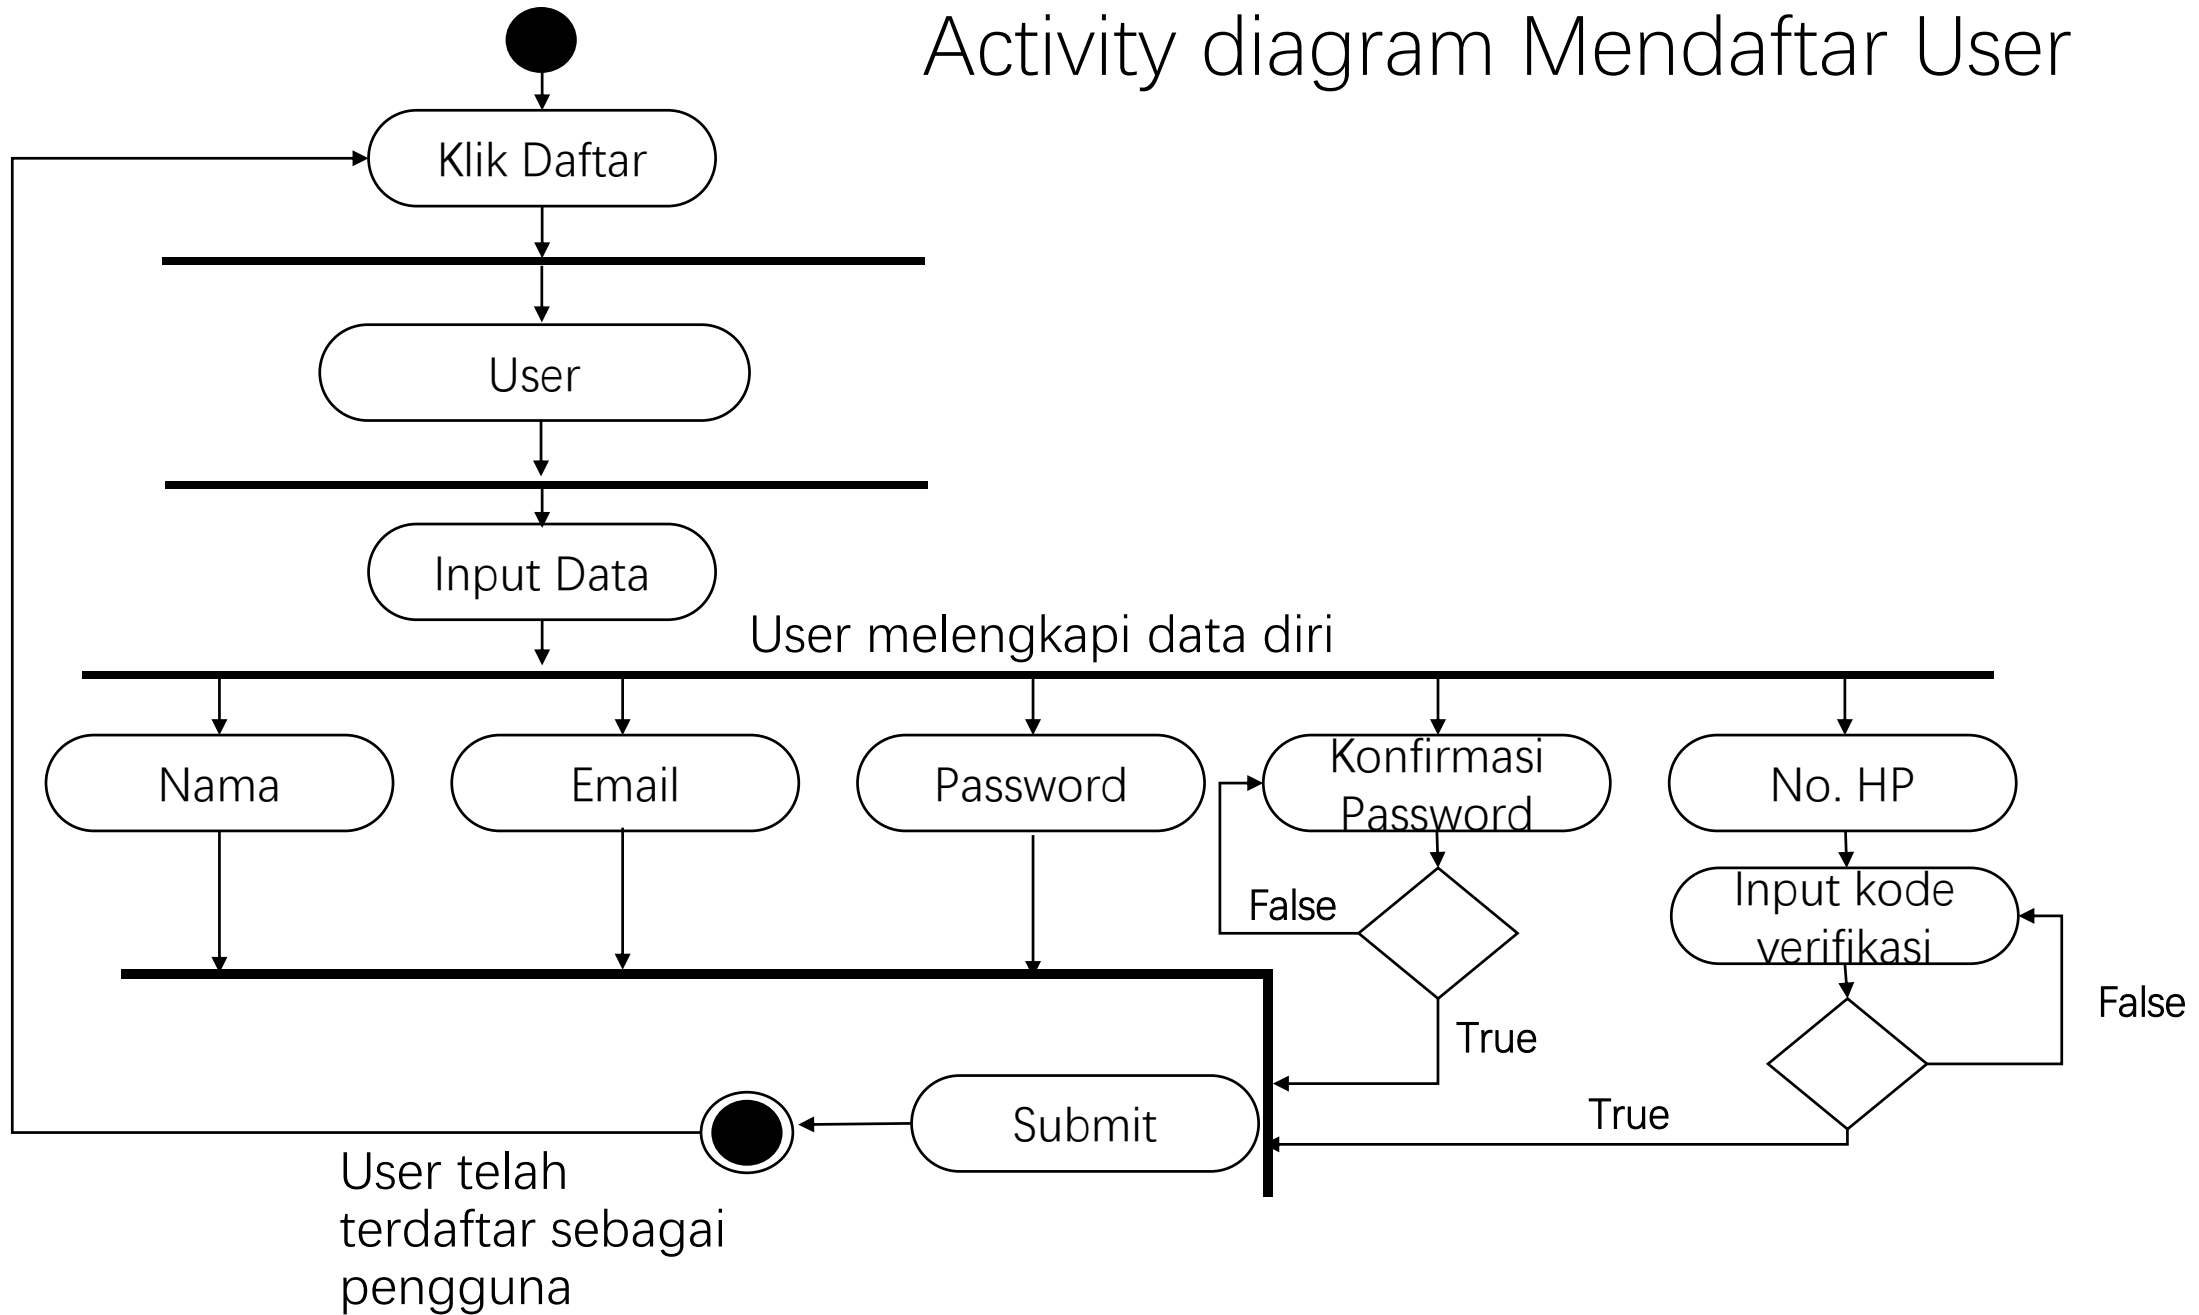 Activity diagram Mendaftar User
Klik Daftar
User
Input Data
User melengkapi data diri
Nama
Email
Password
Konfirmasi
Password
No. HP
False
Input kode
verifikasi
False
True
True
Submit
User telah
terdaftar sebagai
pengguna